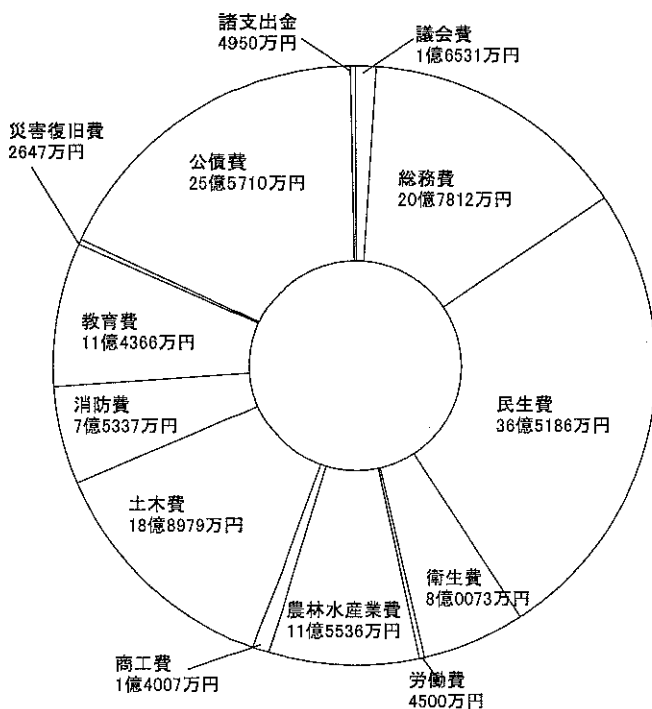 諸支出金
4950万円
議会費
1億6531万円
災害復旧費
2647万円
公債費
25億5710万円
総務費
20億7812万円
教育費
11億4366万円
民生費
36億5186万円
消防費
7億5337万円
土木費
18億8979万円
衛生費
8億0073万円
農林水産業費
11億5536万円
商工費
1億4007万円
労働費
4500万円